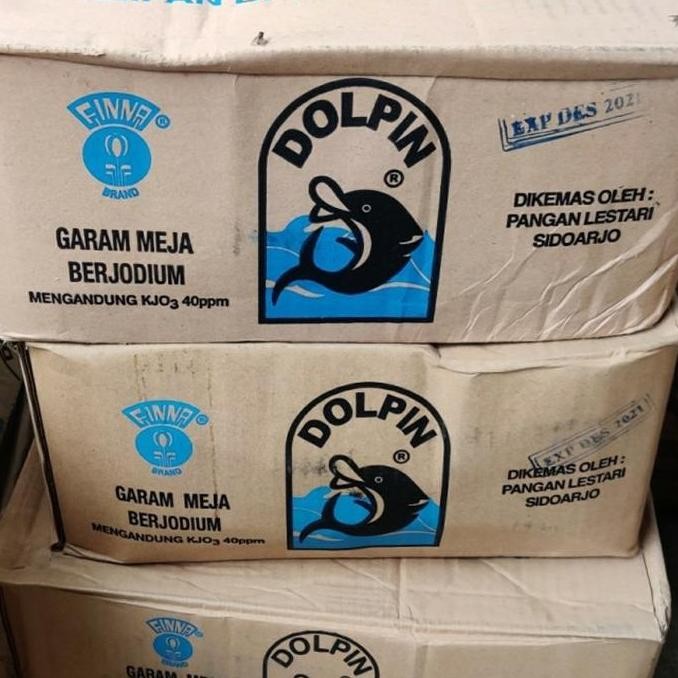 FINNA ®
BRAND
GARAM MEJA
BERJODIUM
MENGANDUNG KJO3 40ppm
DOLPIN
®
EXP DES 2021
DIKEMAS OLEH :
PANGAN LESTARI
SIDOARJO
FINNA ®
BRAND
GARAM MEJA
BERJODIUM
MENGANDUNG KJO3 40ppm
DOLPIN
®
EXP DES 2021
DIKEMAS OLEH :
PANGAN LESTARI
SIDOARJO
FINNA ®
BRAND
GARAM
DOLPIN